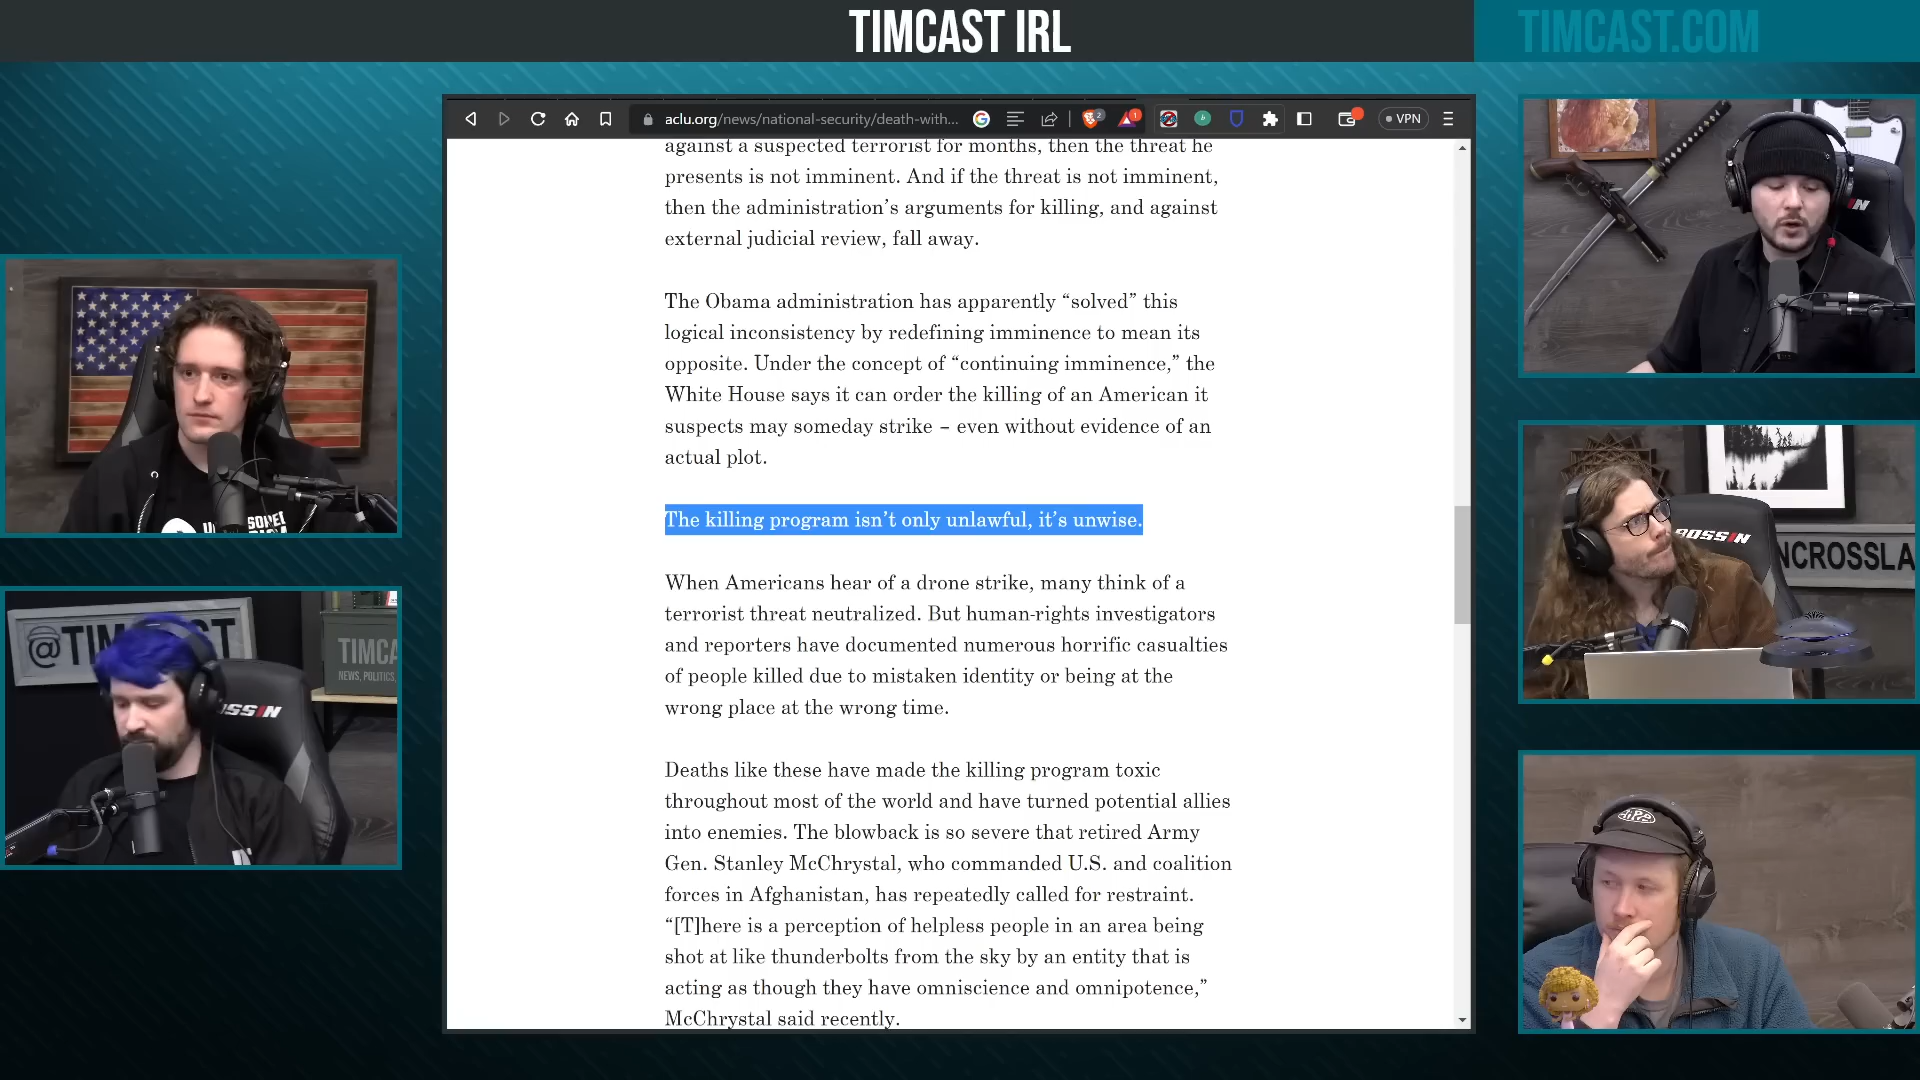 TIMCAST IRL
TIMCAST.COM
aclu.org/news/national-security/death-with...
2
1
VPN
against a suspected terrorist for months, then the threat he
presents is not imminent. And if the threat is not imminent,
then the administration’s arguments for killing, and against
external judicial review, fall away.
The Obama administration has apparently “solved” this
logical inconsistency by redefining imminence to mean its
opposite. Under the concept of “continuing imminence,” the
White House says it can order the killing of an American it
suspects may someday strike – even without evidence of an
actual plot.
The killing program isn’t only unlawful, it’s unwise.
When Americans hear of a drone strike, many think of a
terrorist threat neutralized. But human-rights investigators
and reporters have documented numerous horrific casualties
of people killed due to mistaken identity or being at the
wrong place at the wrong time.
Deaths like these have made the killing program toxic
throughout most of the world and have turned potential allies
into enemies. The blowback is so severe that retired Army
Gen. Stanley McChrystal, who commanded U.S. and coalition
forces in Afghanistan, has repeatedly called for restraint.
“[T]here is a perception of helpless people in an area being
shot at like thunderbolts from the sky by an entity that is
acting as though they have omniscience and omnipotence,”
McChrystal said recently.
@TIMCAST
TIMCA
NEWS, POLITICS,
SSIN
IN
ROSSIN
NCROSSLA